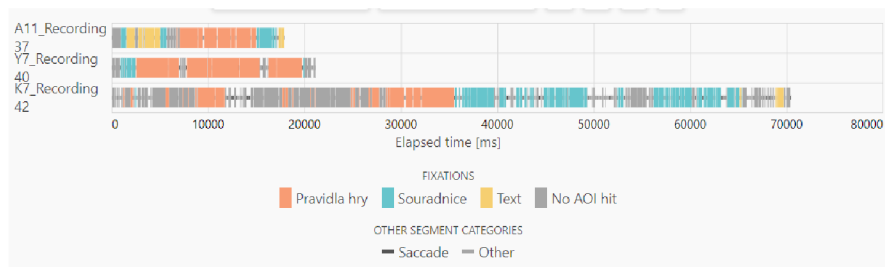 A11_Recording
37
Y7_Recording
40
K7_Recording
42
0 10000 20000 30000 40000 50000 60000 70000 80000
Elapsed time [ms]
FIXATIONS
Pravidla hry Souradnice Text No AOI hit
OTHER SEGMENT CATEGORIES
Saccade Other